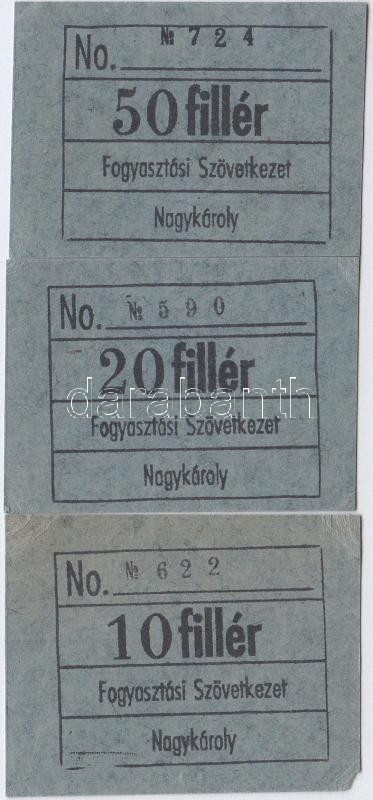 No. № 724
50 fillér
Fogyasztási Szövetkezet
Nagykároly
No. № 590
20 fillér
darabanth
Fogyasztási Szövetkezet
Nagykároly
No. № 622
10 fillér
Fogyasztási Szövetkezet
Nagykároly